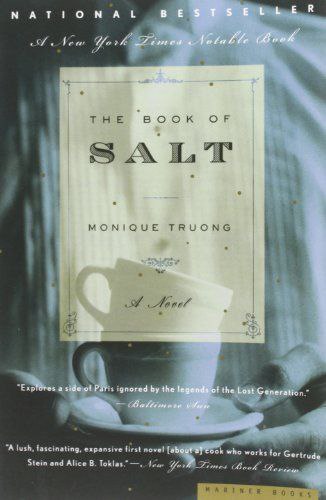 NATIONAL BESTSELLER
A New York Times Notable Book
THE BOOK OF
SALT
MONIQUE TRUONG
A Novel
"Explores a side of Paris ignored by the legends of the Lost Generation."
—Baltimore Sun
"A lush, fascinating, expansive first novel [about a] cook who works for Gertrude
Stein and Alice B. Toklas."—New York Times Book Review
MARINER BOOKS